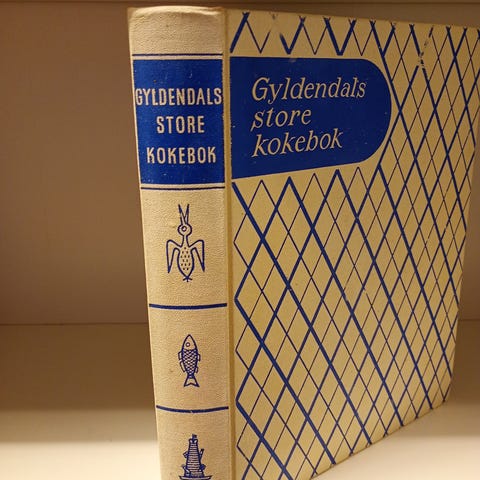 GYLDENDALS
STORE
KOKEBOK
Gyldendals
store
kokebok